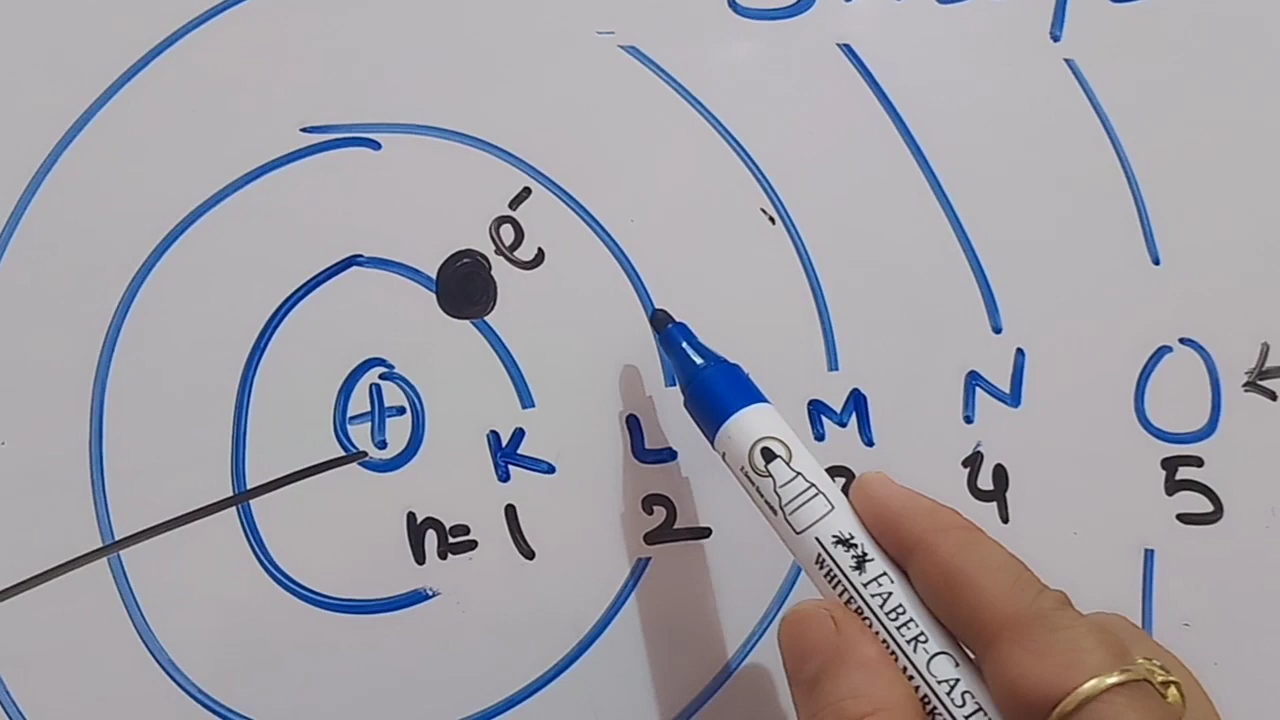 e⁻
+
K L M N O
n= 1 2 4 5
FABER-CASTELL
WHITEBOARD MARKER